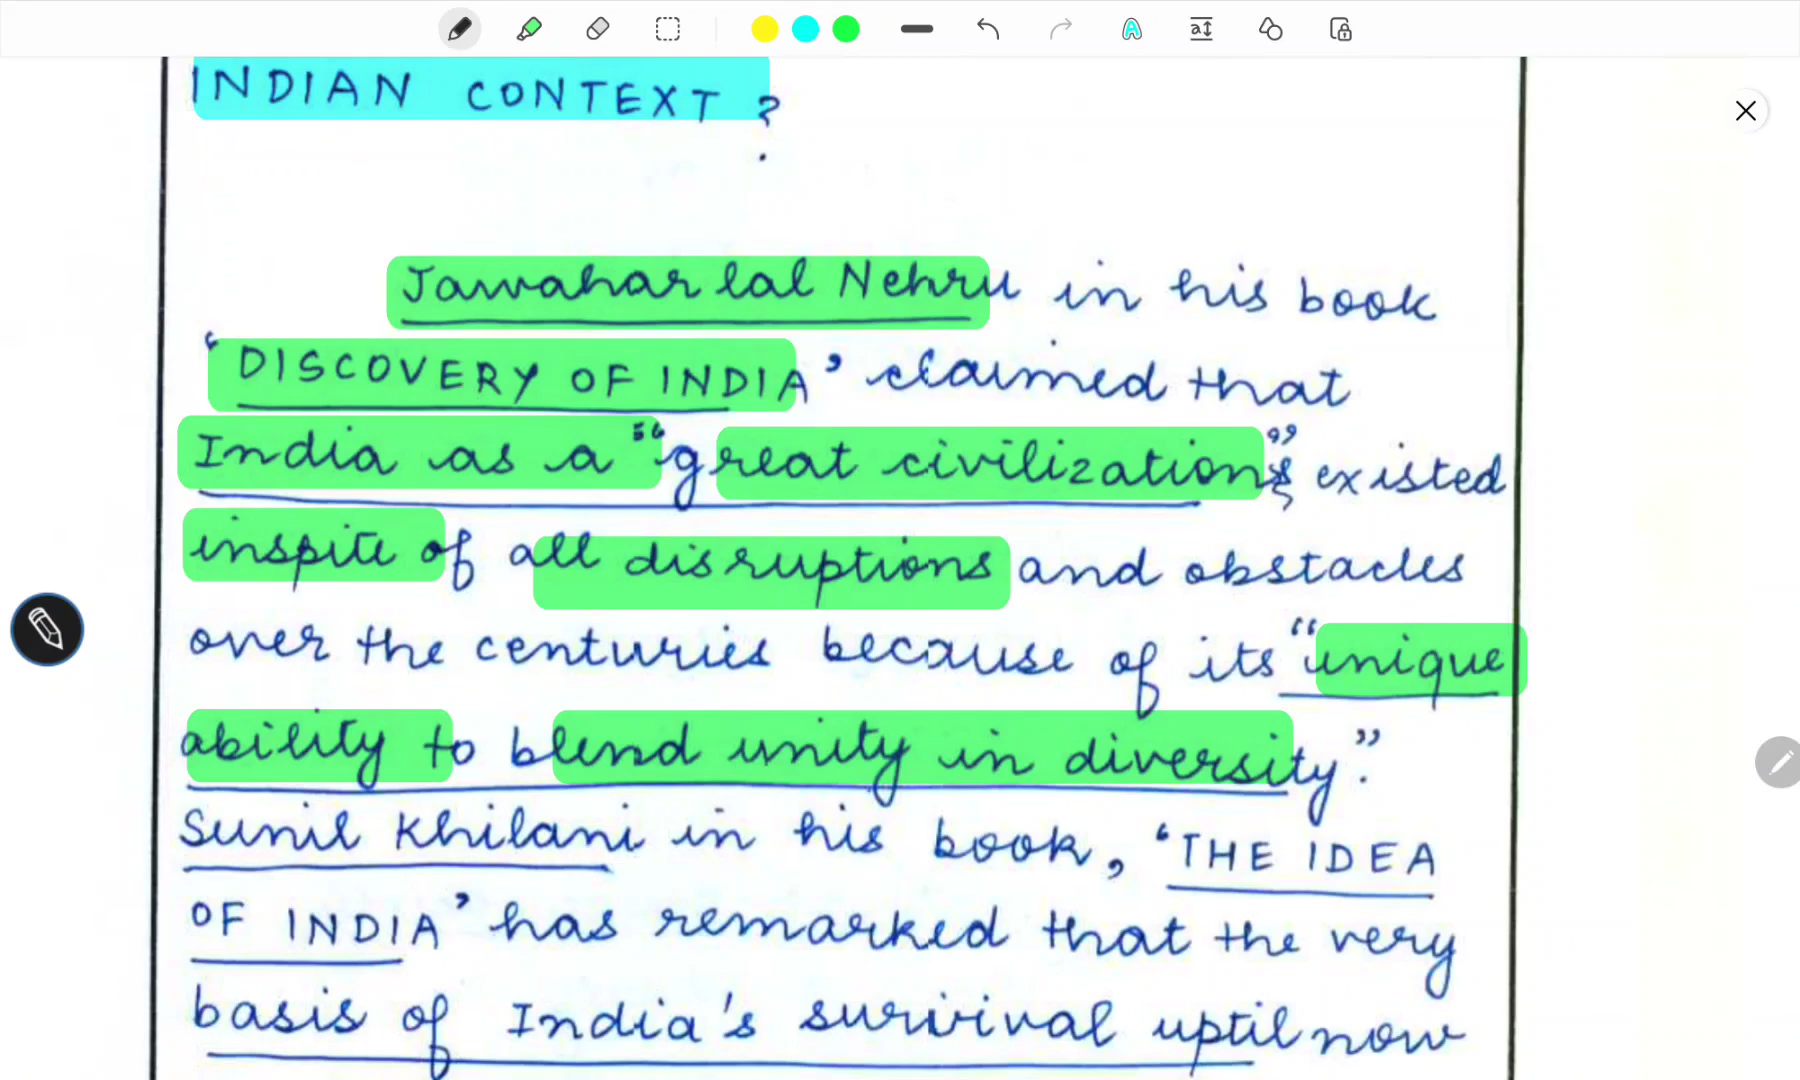 INDIAN CONTEXT ?
Jawahar lal Nehru in his book
'DISCOVERY OF INDIA' claimed that
India as a "great civilization" existed
inspite of all disruptions and obstacles
over the centuries because of its "unique
ability to blend unity in diversity."
Sunil Khilani in his book, 'THE IDEA
OF INDIA' has remarked that the very
basis of India's survival uptil now